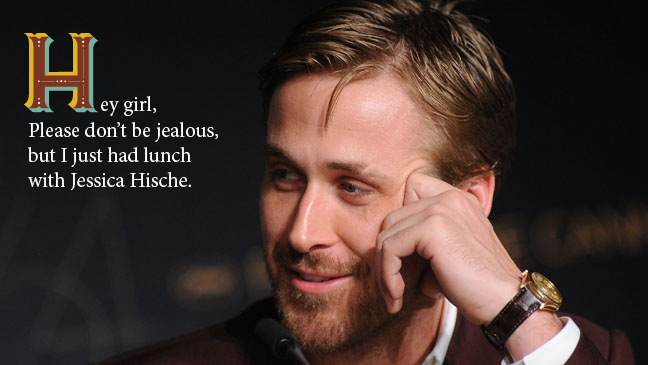 Hey girl,
Please don’t be jealous,
but I just had lunch
with Jessica Hische.